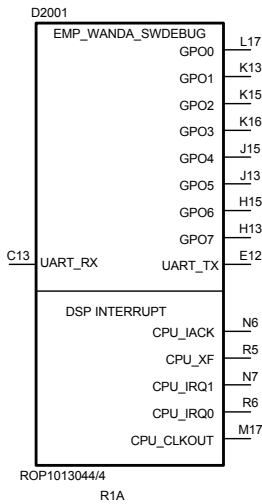 D2001
EMP_WANDA_SWDEBUG
GPO0 L17
GPO1 K13
GPO2 K15
GPO3 K16
GPO4 J15
GPO5 J13
GPO6 H15
GPO7 H13
C13 UART_RX UART_TX E12
DSP INTERRUPT
CPU_IACK N6
CPU_XF R5
CPU_IRQ1 N7
CPU_IRQ0 R6
CPU_CLKOUT M17
ROP1013044/4
R1A